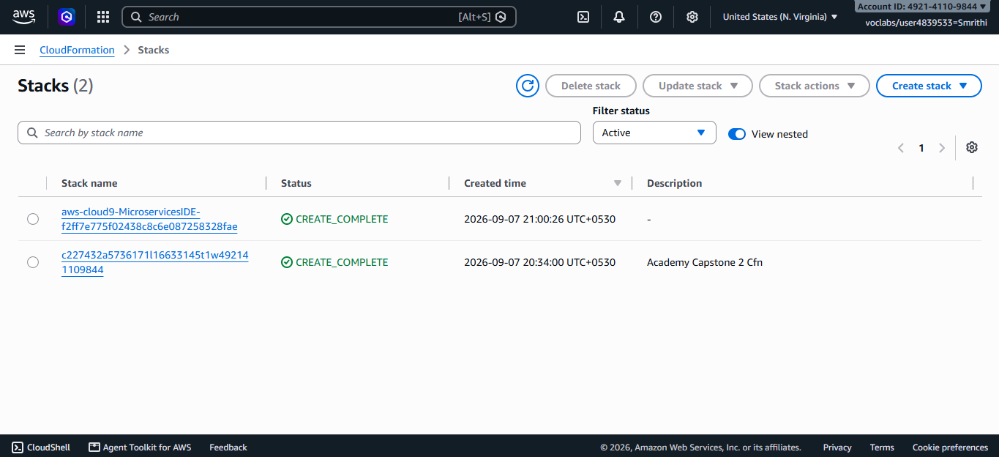 aws
Search [Alt+S]
United States (N. Virginia)
Account ID: 4921-4110-9844
voclabs/user4839533=Smrithi
CloudFormation > Stacks
Stacks (2)
Delete stack
Update stack
Stack actions
Create stack
Filter status
Search by stack name
Active
View nested
1
Stack name Status Created time Description
aws-cloud9-MicroservicesIDE-
f2ff7e775f02438c8c6e087258328fae
CREATE_COMPLETE
2026-09-07 21:00:26 UTC+0530
-
c227432a5736171l16633145t1w49214
1109844
CREATE_COMPLETE
2026-09-07 20:34:00 UTC+0530
Academy Capstone 2 Cfn
CloudShell
Agent Toolkit for AWS
Feedback
© 2026, Amazon Web Services, Inc. or its affiliates.
Privacy
Terms
Cookie preferences